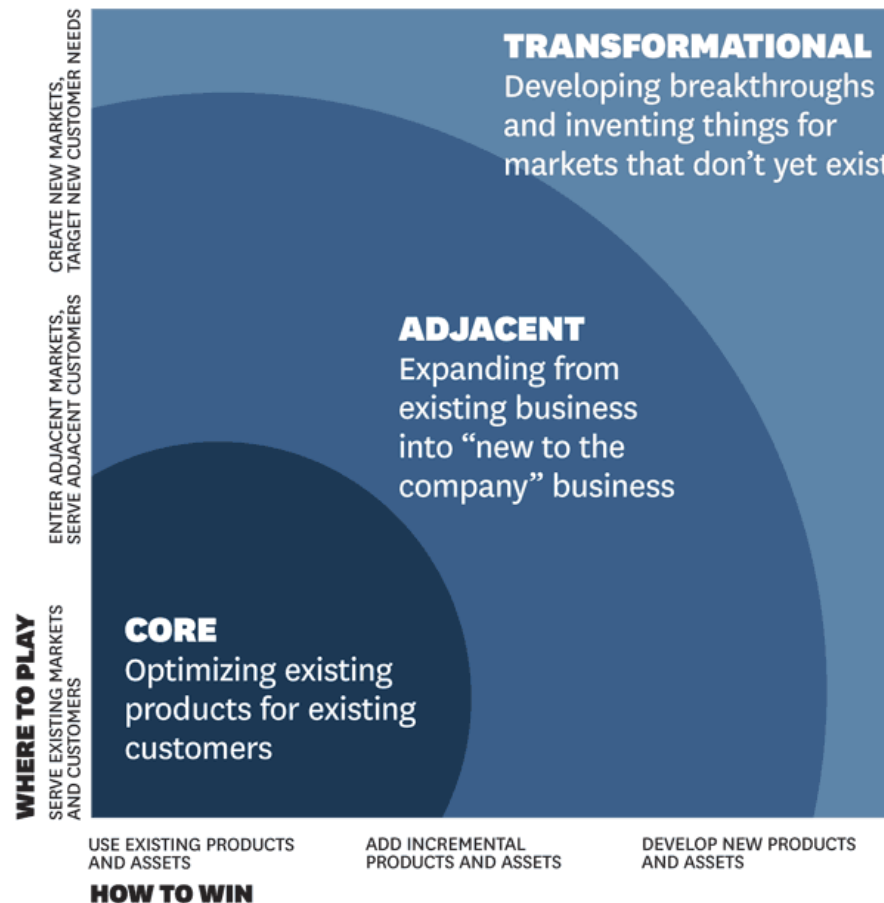 TRANSFORMATIONAL
Developing breakthroughs
and inventing things for
markets that don’t yet exist
ADJACENT
Expanding from
existing business
into “new to the
company” business
CORE
Optimizing existing
products for existing
customers
WHERE TO PLAY
CREATE NEW MARKETS,
TARGET NEW CUSTOMER NEEDS
ENTER ADJACENT MARKETS,
SERVE ADJACENT CUSTOMERS
SERVE EXISTING MARKETS
AND CUSTOMERS
USE EXISTING PRODUCTS
AND ASSETS
ADD INCREMENTAL
PRODUCTS AND ASSETS
DEVELOP NEW PRODUCTS
AND ASSETS
HOW TO WIN